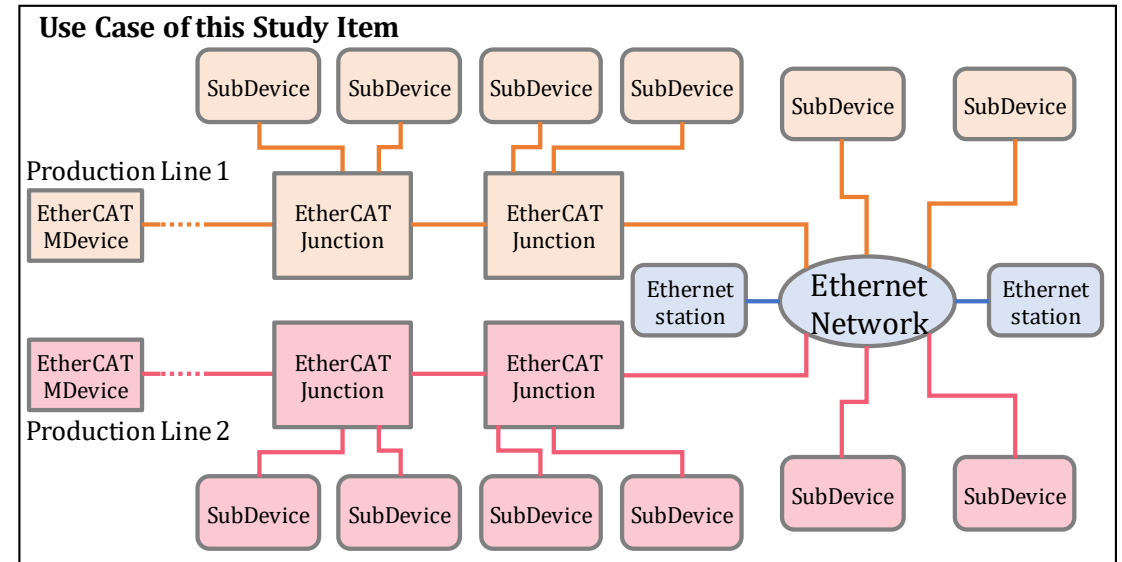 Use Case of this Study Item
SubDevice
SubDevice
SubDevice
SubDevice
SubDevice
SubDevice
Production Line 1
EtherCAT
MDevice
EtherCAT
Junction
EtherCAT
Junction
Ethernet
station
Ethernet
Network
Ethernet
station
EtherCAT
MDevice
EtherCAT
Junction
EtherCAT
Junction
Production Line 2
SubDevice
SubDevice
SubDevice
SubDevice
SubDevice
SubDevice